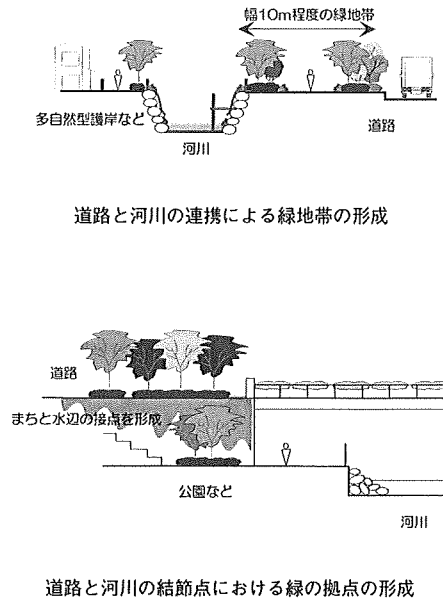 幅10m程度の緑地帯
多自然型護岸など
河川
道路
道路と河川の連携による緑地帯の形成
道路
まちと水辺の接点を形成
公園など
河川
道路と河川の結節点における緑の拠点の形成